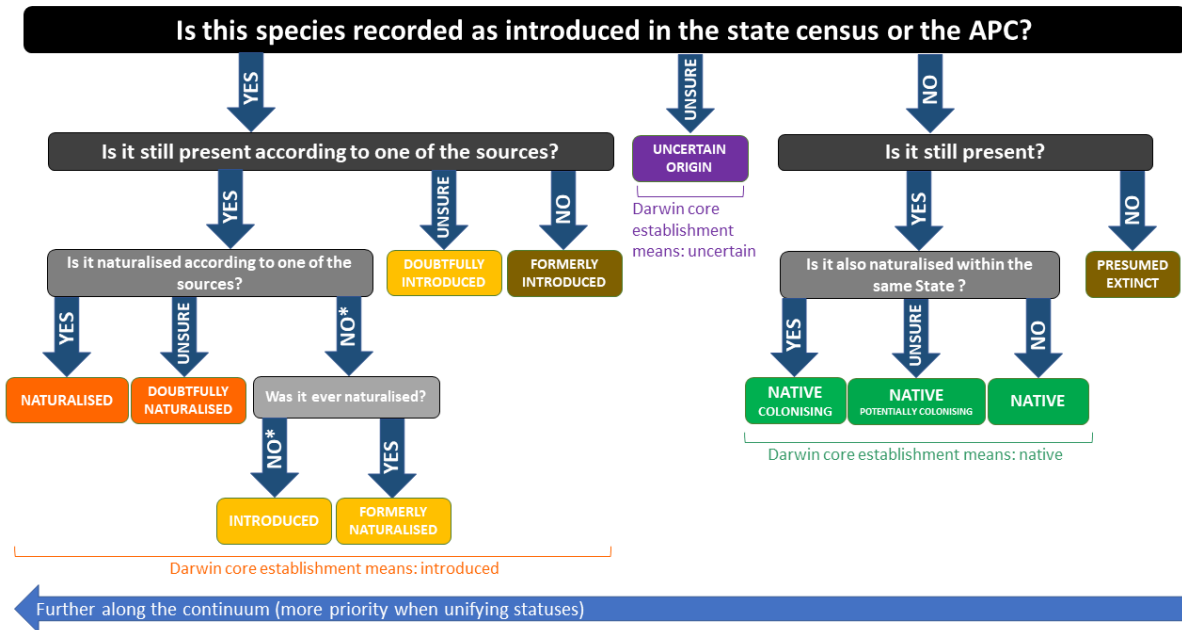 Is this species recorded as introduced in the state census or the APC?
YES
UNSURE
NO
Is it still present according to one of the sources?
UNCERTAIN
ORIGIN
Is it still present?
Darwin core
establishment
means: uncertain
YES
UNSURE
NO
YES
NO
Is it naturalised according to one of the
sources?
DOUBTFULLY
INTRODUCED
FORMERLY
INTRODUCED
Is it also naturalised within the
same State ?
PRESUMED
EXTINCT
YES
UNSURE
NO*
YES
UNSURE
NO
NATURALISED
DOUBTFULLY
NATURALISED
Was it ever naturalised?
NATIVE
COLONISING
NATIVE
POTENTIALLY COLONISING
NATIVE
Darwin core establishment means: native
NO*
YES
INTRODUCED
FORMERLY
NATURALISED
Darwin core establishment means: introduced
Further along the continuum (more priority when unifying statuses)